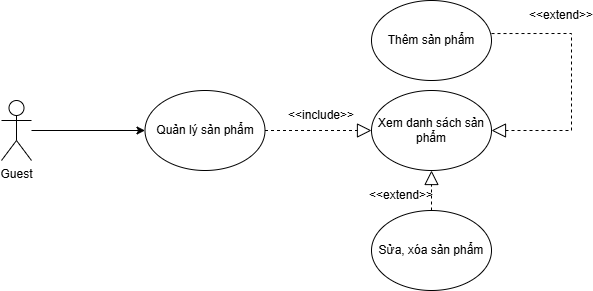 <<extend>>
Thêm sản phẩm
<<include>>
Quản lý sản phẩm
Xem danh sách sản
phẩm
Guest
<<extend>>
Sửa, xóa sản phẩm